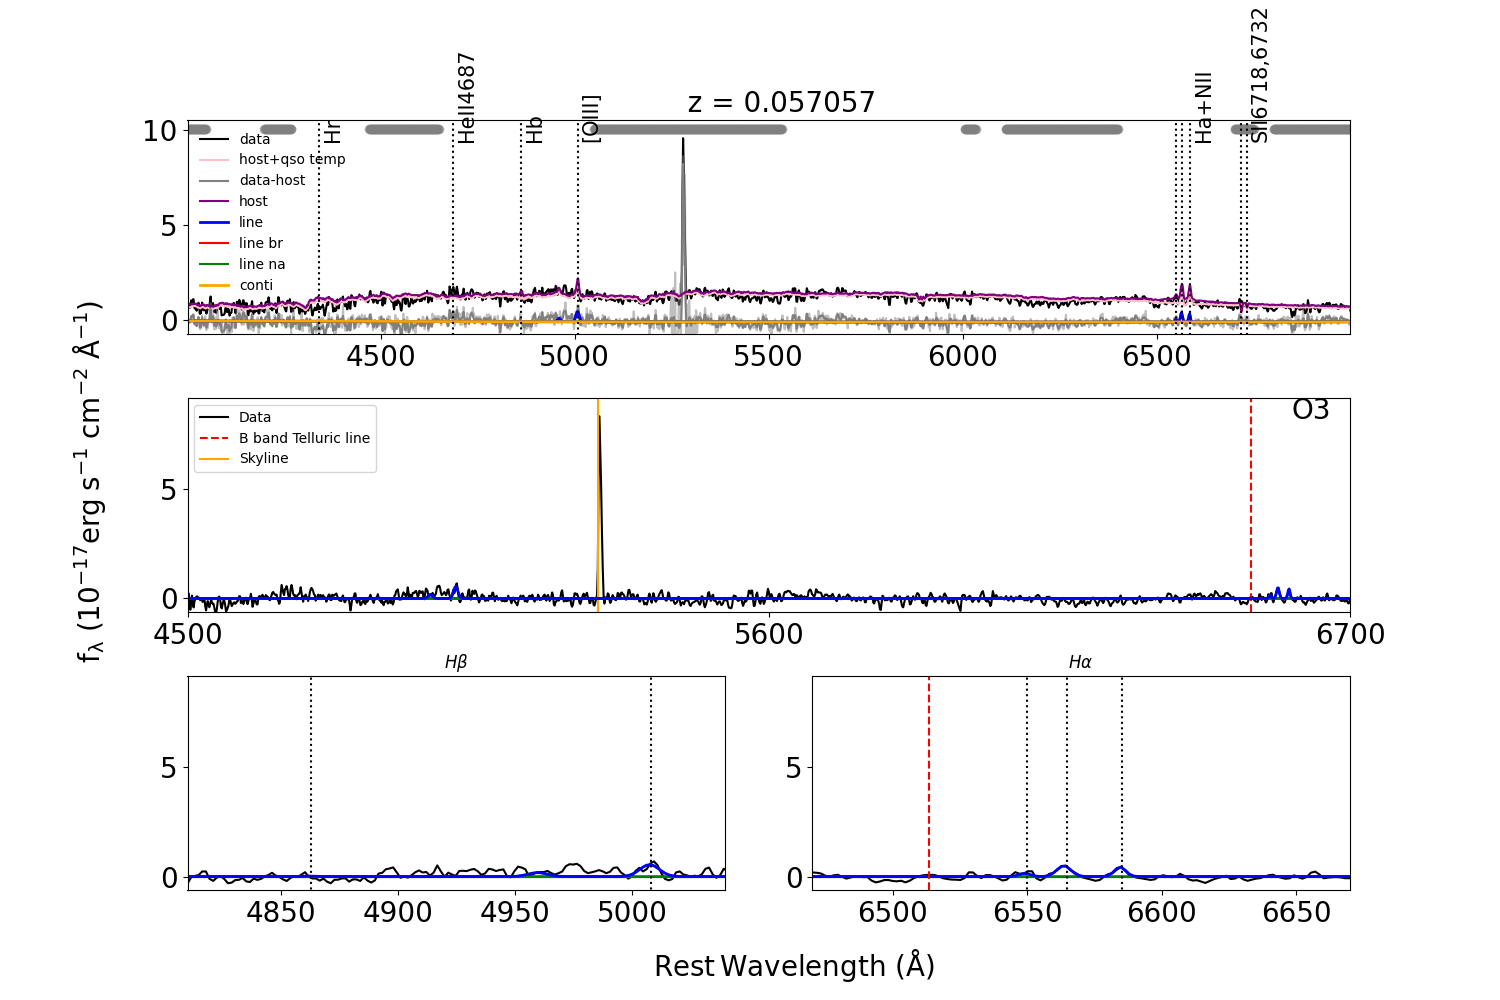 z = 0.057057
Hr
HeII4687
Hb
[OIII]
Ha+NII
SII6718,6732
10
5
0
data
host+qso temp
data-host
host
line
line br
line na
conti
4500 5000 5500 6000 6500
f_λ (10^−17 erg s^−1 cm^−2 Å^−1)
O3
Data
B band Telluric line
Skyline
5
0
4500 5600 6700
Hβ
5
0
4850 4900 4950 5000
Hα
5
0
6500 6550 6600 6650
Rest Wavelength (Å)